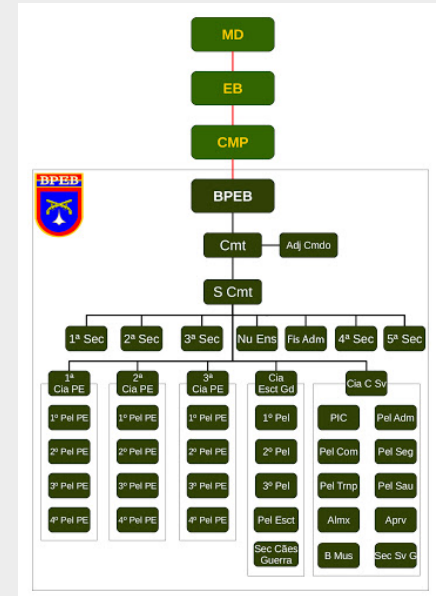 MD
EB
CMP
BPEB
BPEB
Cmt
Adj Cmdo
S Cmt
1ª Sec
2ª Sec
3ª Sec
Nu Ens
Fis Adm
4ª Sec
5ª Sec
1ª
Cia PE
2ª
Cia PE
3ª
Cia PE
Cia
Esct Gd
Cia C Sv
1º Pel PE
2º Pel PE
3º Pel PE
4º Pel PE
1º Pel PE
2º Pel PE
3º Pel PE
4º Pel PE
1º Pel PE
2º Pel PE
3º Pel PE
4º Pel PE
1º Pel
2º Pel
3º Pel
Pel Esct
Sec Cães
Guerra
PIC
Pel Adm
Pel Com
Pel Seg
Pel Trnp
Pel Sau
Almx
Aprv
B Mus
Sec Sv G